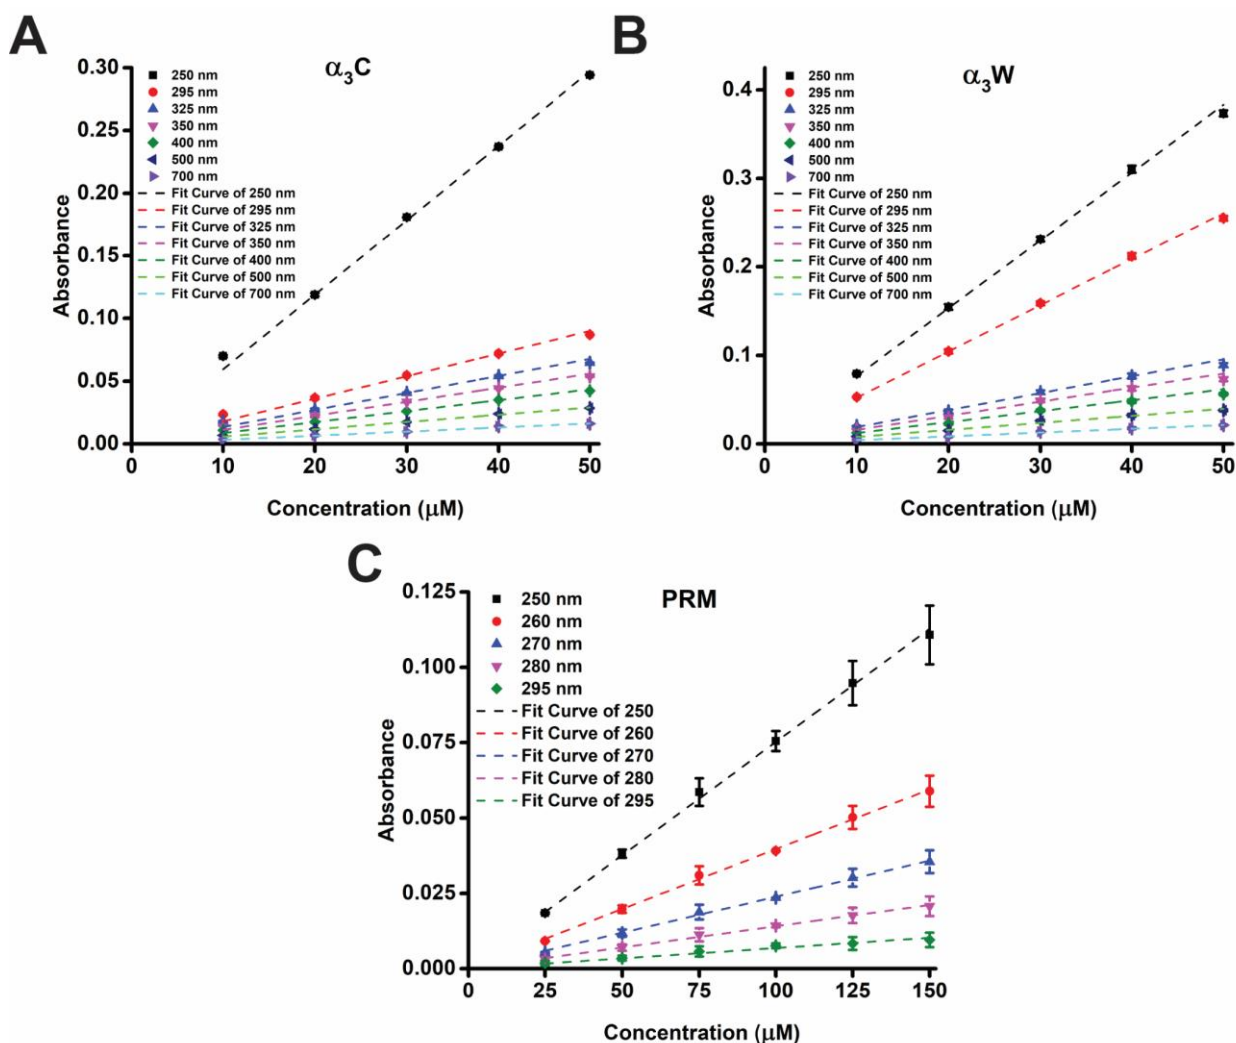 A
α₃C
250 nm
295 nm
325 nm
350 nm
400 nm
500 nm
700 nm
Fit Curve of 250 nm
Fit Curve of 295 nm
Fit Curve of 325 nm
Fit Curve of 350 nm
Fit Curve of 400 nm
Fit Curve of 500 nm
Fit Curve of 700 nm
0.30
0.25
0.20
0.15
0.10
0.05
0.00
Absorbance
0 10 20 30 40 50
Concentration (μM)
B
α₃W
250 nm
295 nm
325 nm
350 nm
400 nm
500 nm
700 nm
Fit Curve of 250 nm
Fit Curve of 295 nm
Fit Curve of 325 nm
Fit Curve of 350 nm
Fit Curve of 400 nm
Fit Curve of 500 nm
Fit Curve of 700 nm
0.4
0.3
0.2
0.1
0.0
Absorbance
0 10 20 30 40 50
Concentration (μM)
C
PRM
250 nm
260 nm
270 nm
280 nm
295 nm
Fit Curve of 250
Fit Curve of 260
Fit Curve of 270
Fit Curve of 280
Fit Curve of 295
0.125
0.100
0.075
0.050
0.025
0.000
Absorbance
0 25 50 75 100 125 150
Concentration (μM)